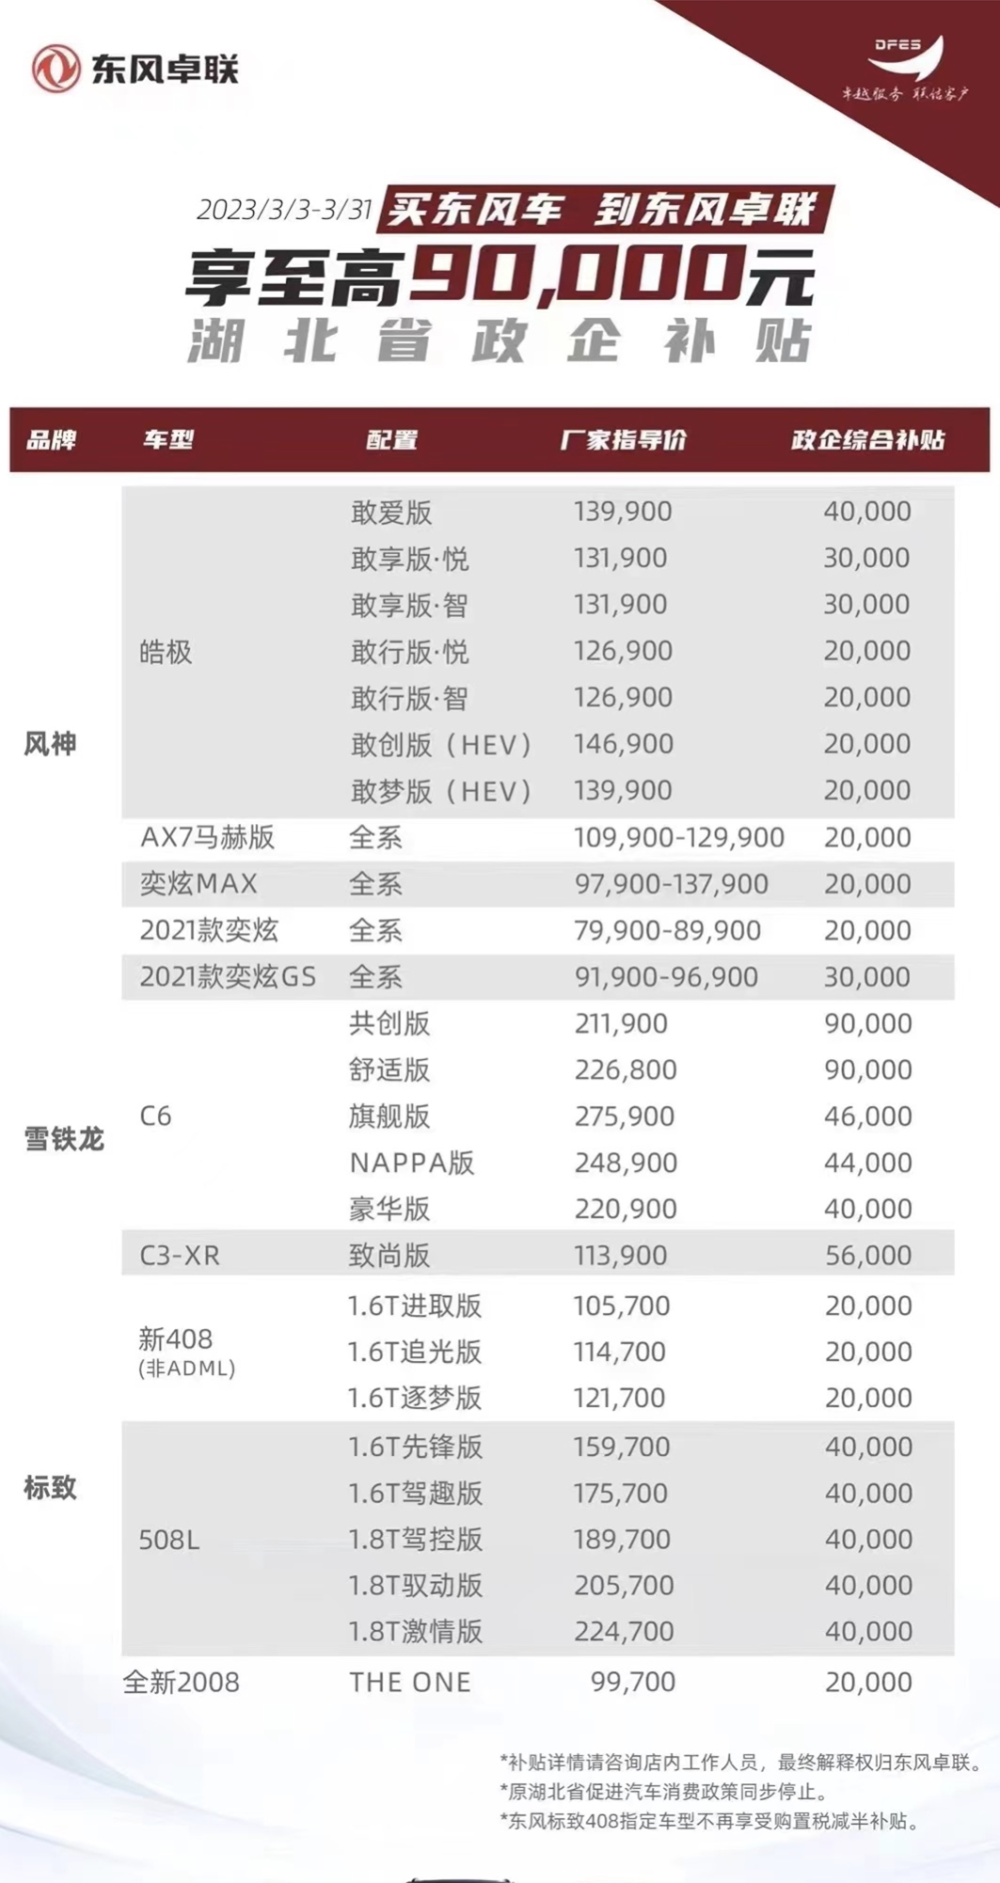 东风卓联
DFES
卓越服务 联结客户
2023/3/3-3/31 买东风车 到东风卓联
享至高90,000元
湖北省政企补贴
品牌 车型 配置 厂家指导价 政企综合补贴
敢爱版 139,900 40,000
敢享版·悦 131,900 30,000
敢享版·智 131,900 30,000
皓极 敢行版·悦 126,900 20,000
敢行版·智 126,900 20,000
风神 敢创版（HEV） 146,900 20,000
敢梦版（HEV） 139,900 20,000
AX7马赫版 全系 109,900-129,900 20,000
奕炫MAX 全系 97,900-137,900 20,000
2021款奕炫 全系 79,900-89,900 20,000
2021款奕炫GS 全系 91,900-96,900 30,000
共创版 211,900 90,000
舒适版 226,800 90,000
C6 旗舰版 275,900 46,000
雪铁龙
NAPPA版 248,900 44,000
豪华版 220,900 40,000
C3-XR 致尚版 113,900 56,000
1.6T进取版 105,700 20,000
新408
(非ADML)
1.6T追光版 114,700 20,000
1.6T逐梦版 121,700 20,000
1.6T先锋版 159,700 40,000
标致
1.6T驾趣版 175,700 40,000
508L 1.8T驾控版 189,700 40,000
1.8T驭动版 205,700 40,000
1.8T激情版 224,700 40,000
全新2008 THE ONE 99,700 20,000
*补贴详情请咨询店内工作人员，最终解释权归东风卓联。
*原湖北省促进汽车消费政策同步停止。
*东风标致408指定车型不再享受购置税减半补贴。